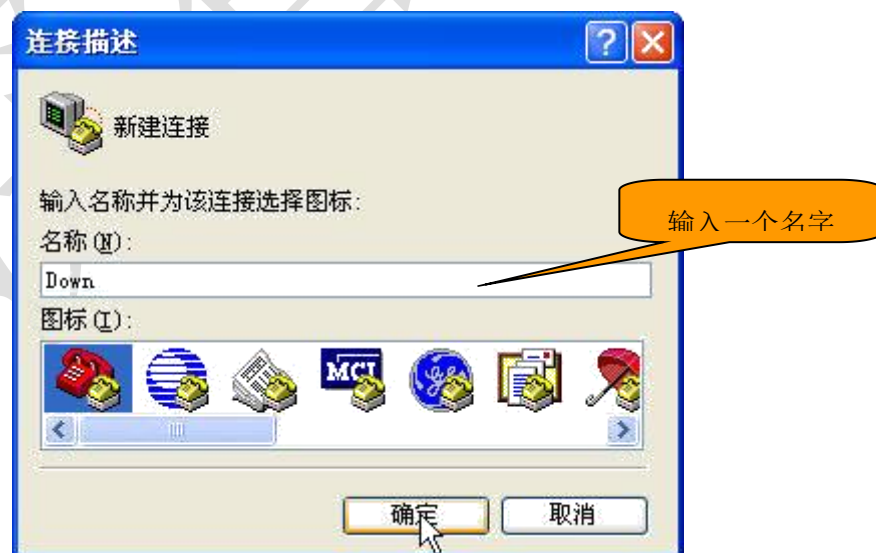 连接描述
新建连接
输入名称并为该连接选择图标:
输入一个名字
名称(N):
Down
图标(I):
MCI
确定
取消